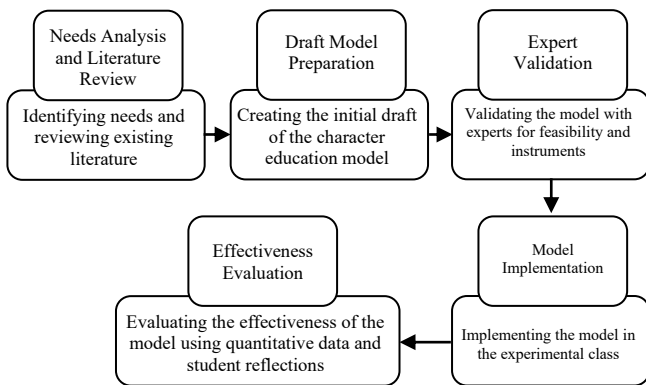 Needs Analysis
and Literature
Review
Identifying needs and
reviewing existing
literature
Draft Model
Preparation
Creating the initial draft
of the character
education model
Expert
Validation
Validating the model with
experts for feasibility and
instruments
Model
Implementation
Implementing the model in
the experimental class
Effectiveness
Evaluation
Evaluating the effectiveness of the
model using quantitative data and
student reflections